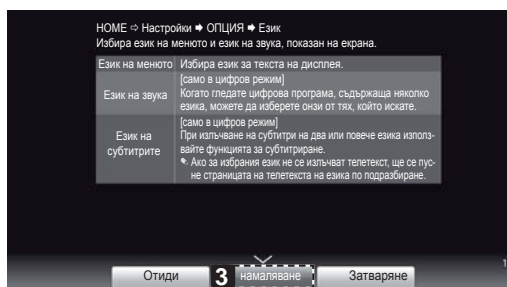 HOME ⇨ Настройки ➡ ОПЦИЯ ➡ Език
Избира език на менюто и език на звука, показан на екрана.
Език на менюто Избира език за текста на дисплея.
Език на звука
[само в цифров режим]
Когато гледате цифрова програма, съдържаща няколко
езика, можете да изберете онзи от тях, който искате.
Език на
субтитрите
[само в цифров режим]
При излъчване на субтитри на два или повече езика използ-
вайте функцията за субтитриране.
Ако за избрания език не се излъчват телетекст, ще се пус-
не страницата на телетекста на езика по подразбиране.
Отиди 3 намаляване Затваряне
1